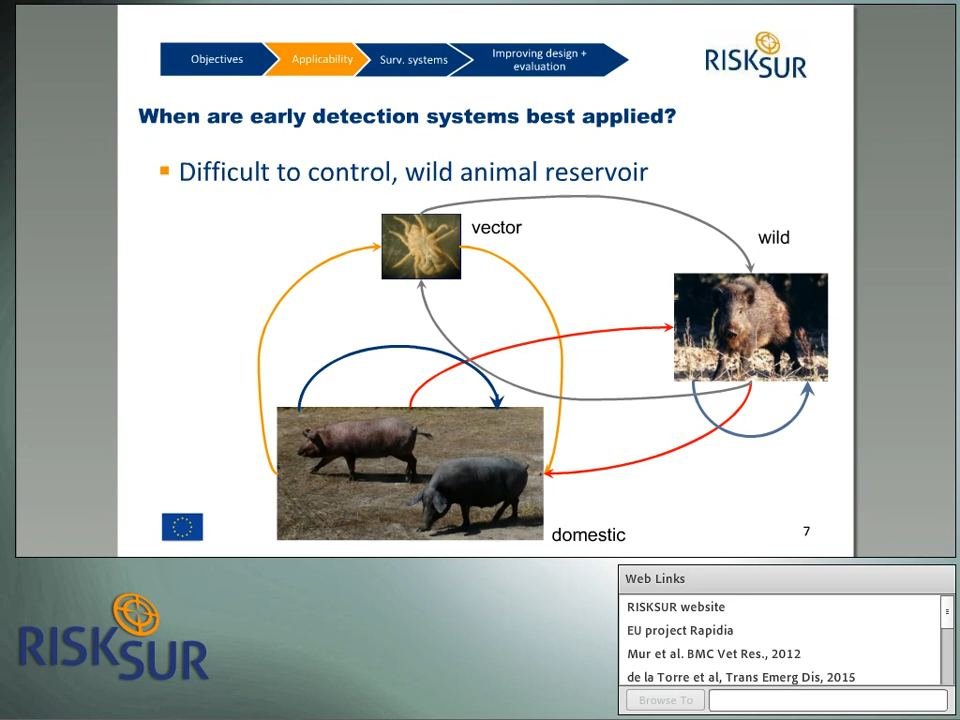 Objectives
Applicability
Surv. systems
Improving design +
evaluation
RISKSUR
When are early detection systems best applied?
Difficult to control, wild animal reservoir
vector
wild
domestic
7
RISKSUR
Web Links
RISKSUR website
EU project Rapidia
Mur et al. BMC Vet Res., 2012
de la Torre et al, Trans Emerg Dis, 2015
Browse To